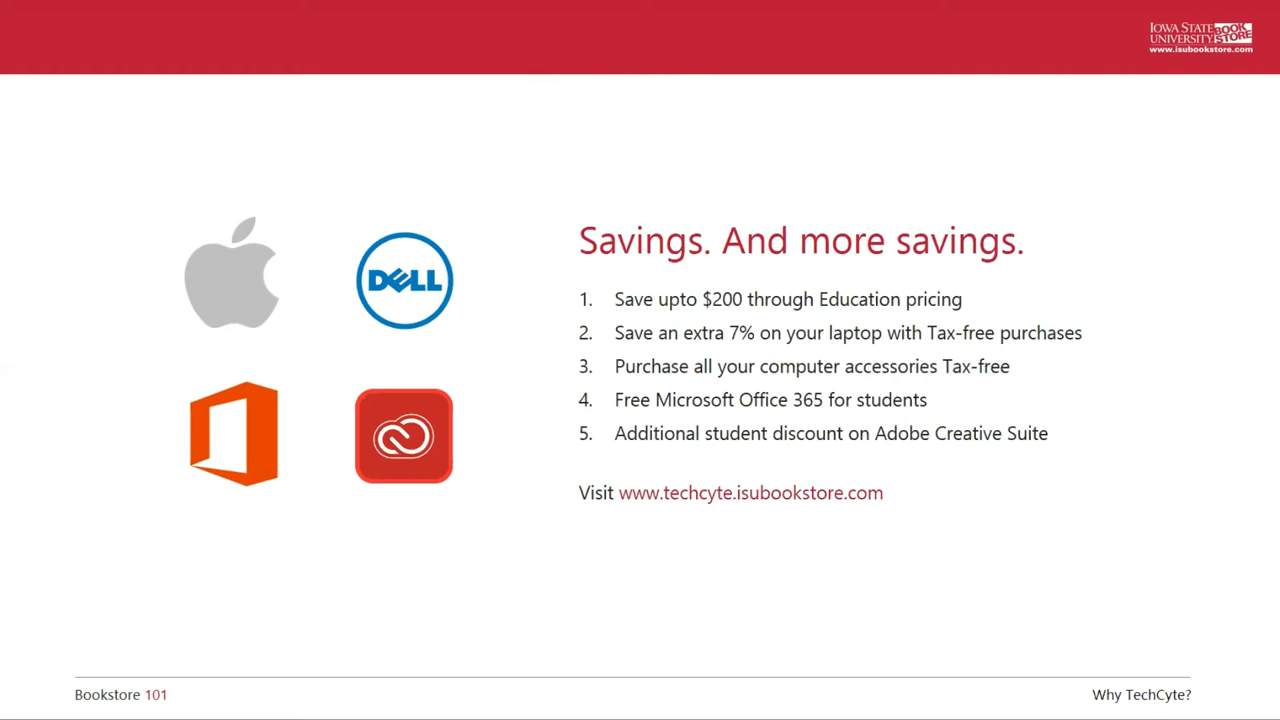 IOWA STATE
UNIVERSITY
BOOK
STORE
www.isubookstore.com
DELL
Savings. And more savings.
1. Save upto $200 through Education pricing
2. Save an extra 7% on your laptop with Tax-free purchases
3. Purchase all your computer accessories Tax-free
4. Free Microsoft Office 365 for students
5. Additional student discount on Adobe Creative Suite
Visit www.techcyte.isubookstore.com
Bookstore 101
Why TechCyte?